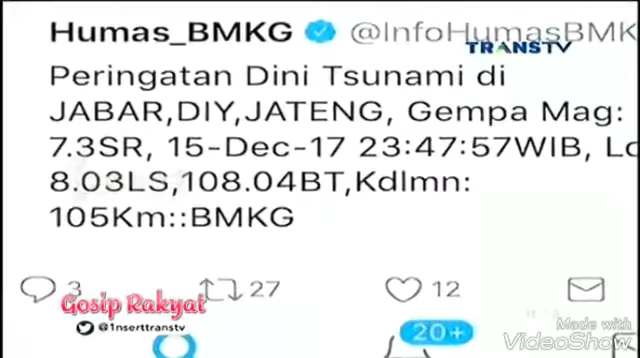 Humas_BMKG @InfoHumasBMK
TRANSTV
Peringatan Dini Tsunami di
JABAR,DIY,JATENG, Gempa Mag:
7.3SR, 15-Dec-17 23:47:57WIB, Lo
8.03LS,108.04BT,Kdlmn:
105Km::BMKG
3 27 12
Gosip Rakyat
@1nserttranstv
20+
Made with
VideoShow